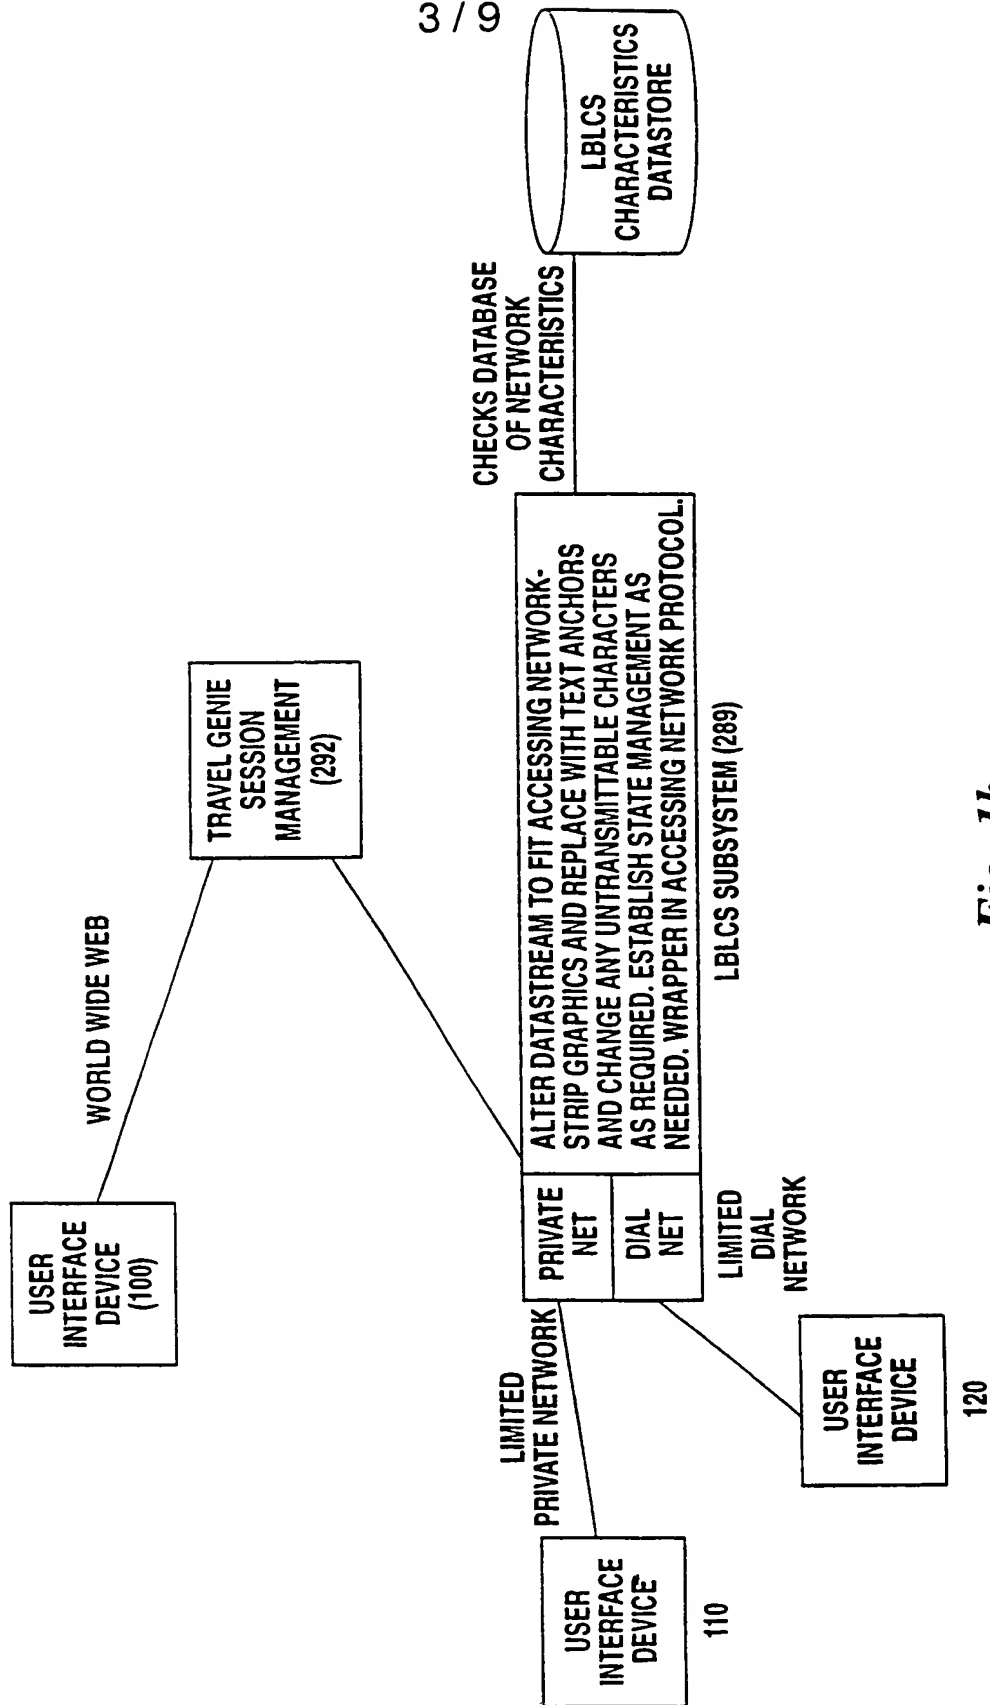 3 / 9
USER
INTERFACE
DEVICE
(100)
WORLD WIDE WEB
TRAVEL GENIE
SESSION
MANAGEMENT
(292)
LIMITED
PRIVATE NETWORK
USER
INTERFACE
DEVICE
110
PRIVATE
NET
DIAL
NET
ALTER DATASTREAM TO FIT ACCESSING NETWORK-
STRIP GRAPHICS AND REPLACE WITH TEXT ANCHORS
AND CHANGE ANY UNTRANSMITTABLE CHARACTERS
AS REQUIRED. ESTABLISH STATE MANAGEMENT AS
NEEDED. WRAPPER IN ACCESSING NETWORK PROTOCOL.
CHECKS DATABASE
OF NETWORK
CHARACTERISTICS
LBLCS
CHARACTERISTICS
DATASTORE
LIMITED
DIAL
NETWORK
LBLCS SUBSYSTEM (289)
USER
INTERFACE
DEVICE
120
Fig. 1b